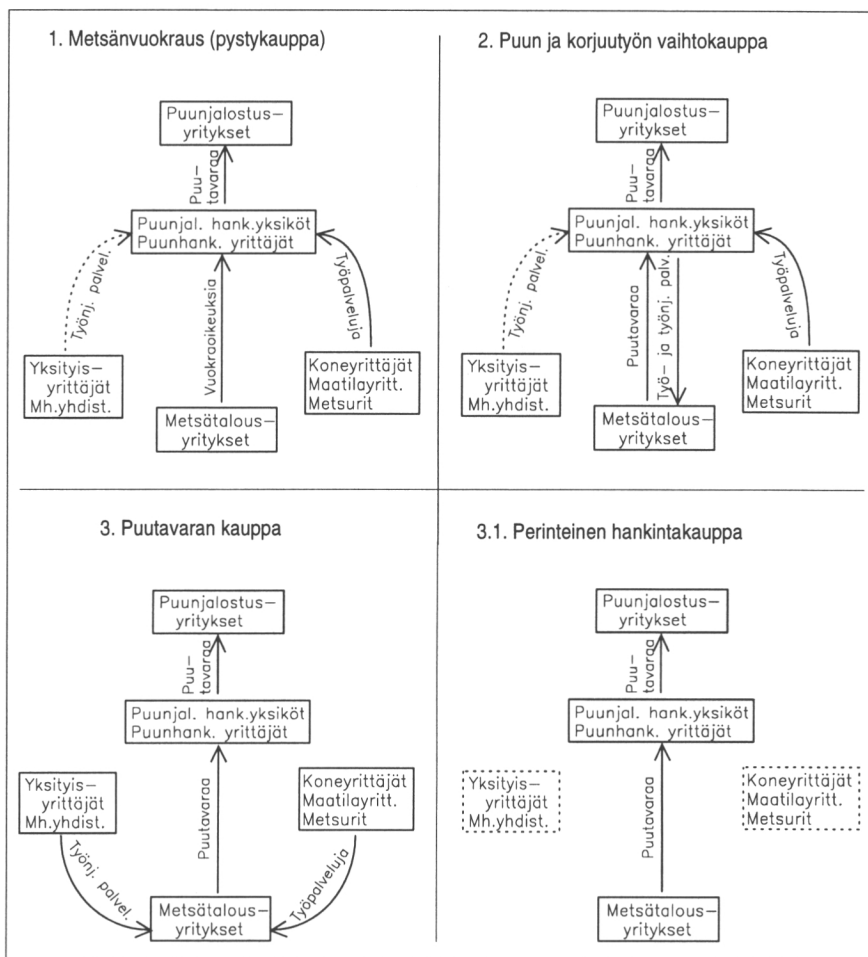 1. Metsänvuokraus (pystykauppa)
Puunjalostus-
yritykset
Puu-
tavaraa
Puunjal. hank.yksiköt
Puunhank. yrittäjät
Työnj. palvel.
Vuokraoikeuksia
Työpalveluja
Yksityis-
yrittäjät
Mh.yhdist.
Koneyrittäjät
Maatilayritt.
Metsurit
Metsätalous-
yritykset
2. Puun ja korjuutyön vaihtokauppa
Puunjalostus-
yritykset
Puu-
tavaraa
Puunjal. hank.yksiköt
Puunhank. yrittäjät
Työnj. palvel.
Puutavaraa
Työ- ja työnj. palv.
Työpalveluja
Yksityis-
yrittäjät
Mh.yhdist.
Koneyrittäjät
Maatilayritt.
Metsurit
Metsätalous-
yritykset
3. Puutavaran kauppa
Puunjalostus-
yritykset
Puu-
tavaraa
Puunjal. hank.yksiköt
Puunhank. yrittäjät
Yksityis-
yrittäjät
Mh.yhdist.
Puutavaraa
Koneyrittäjät
Maatilayritt.
Metsurit
Työnj. palvel.
Työpalveluja
Metsätalous-
yritykset
3.1. Perinteinen hankintakauppa
Puunjalostus-
yritykset
Puu-
tavaraa
Puunjal. hank.yksiköt
Puunhank. yrittäjät
Yksityis-
yrittäjät
Mh.yhdist.
Puutavaraa
Koneyrittäjät
Maatilayritt.
Metsurit
Metsätalous-
yritykset